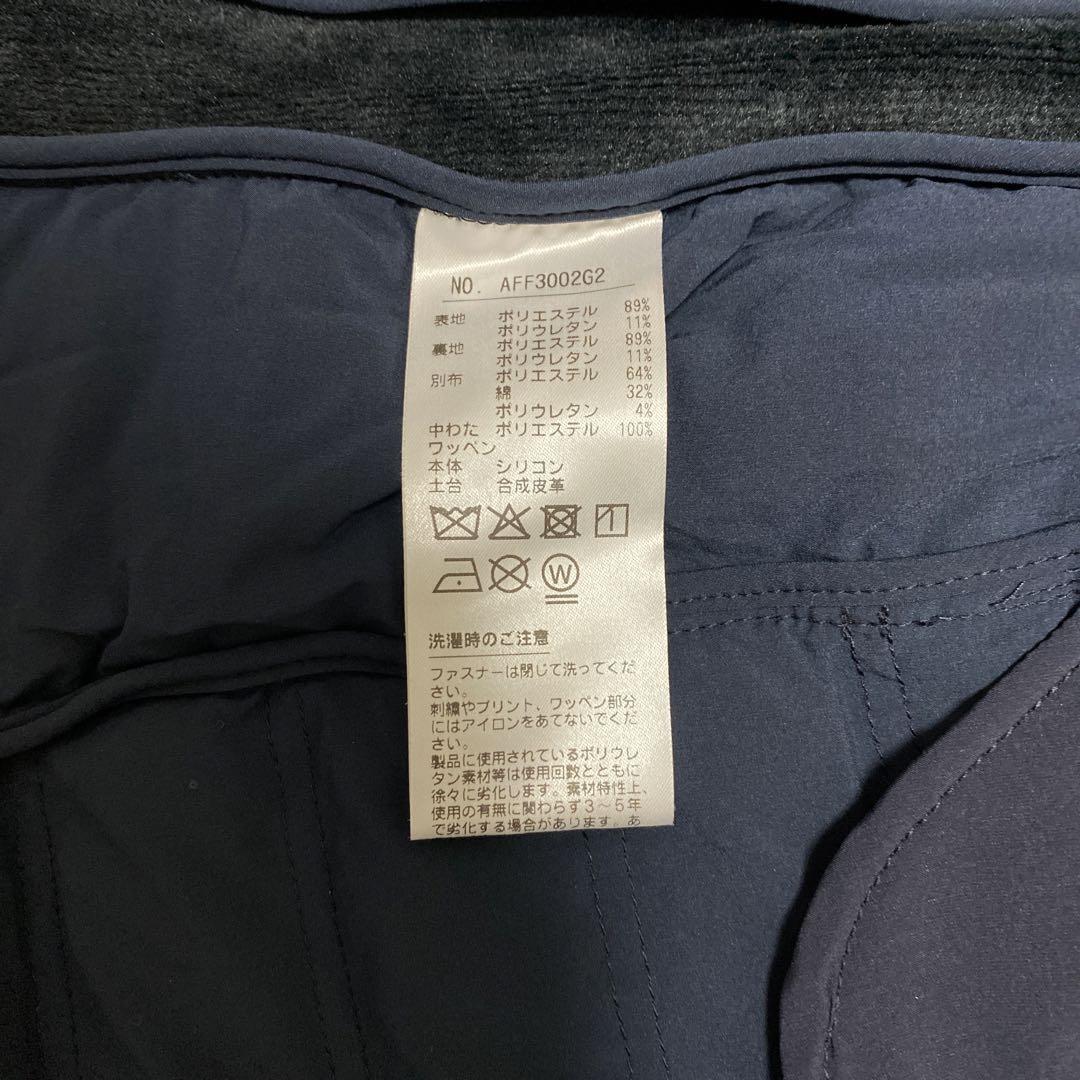 NO. AFF3002G2
表地 ポリエステル 89%
ポリウレタン 11%
裏地 ポリエステル 89%
ポリウレタン 11%
別布 ポリエステル 64%
綿 32%
ポリウレタン 4%
中わた ポリエステル 100%
ワッペン
本体 シリコン
土台 合成皮革
W
洗濯時のご注意
ファスナーは閉じて洗ってくだ
さい。
刺繍やプリント、ワッペン部分
にはアイロンをあてないでくだ
さい。
製品に使用されているポリウレ
タン素材等は使用回数とともに
徐々に劣化します。素材特性上、
使用の有無に関わらず3～5年
で劣化する場合があります。あ